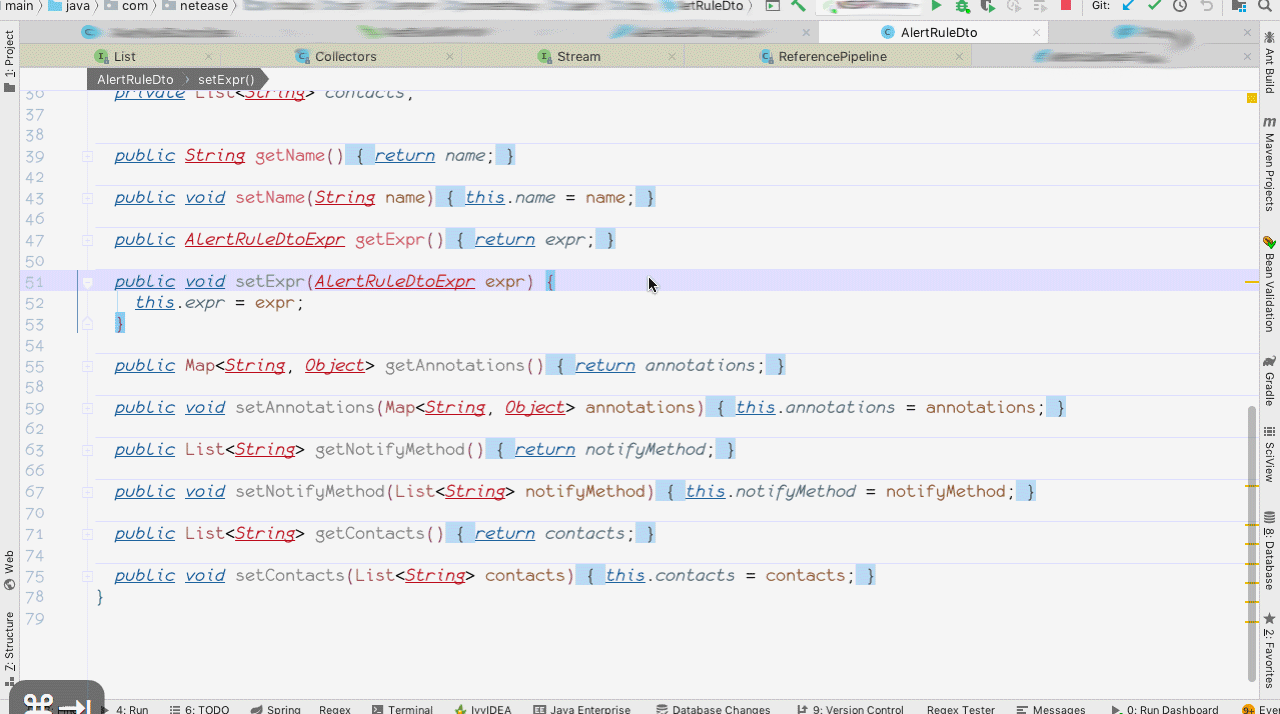 main java com netease tRuleDto Git:
AlertRuleDto
List Collectors Stream ReferencePipeline
AlertRuleDto setExpr()
36 private List<String> contacts;
37
38
39 public String getName() { return name; }
42
43 public void setName(String name) { this.name = name; }
46
47 public AlertRuleDtoExpr getExpr() { return expr; }
50
51 public void setExpr(AlertRuleDtoExpr expr) {
52 this.expr = expr;
53 }
54
55 public Map<String, Object> getAnnotations() { return annotations; }
58
59 public void setAnnotations(Map<String, Object> annotations) { this.annotations = annotations; }
62
63 public List<String> getNotifyMethod() { return notifyMethod; }
66
67 public void setNotifyMethod(List<String> notifyMethod) { this.notifyMethod = notifyMethod; }
70
71 public List<String> getContacts() { return contacts; }
74
75 public void setContacts(List<String> contacts) { this.contacts = contacts; }
78 }
79
1: Project
Web
Z: Structure
Ant Build
Maven Projects
Bean Validation
Gradle
SciView
8: Database
2: Favorites
⌘ ⇥
4: Run 6: TODO Spring Regex Terminal IvyIDEA Java Enterprise Database Changes 9: Version Control Regex Tester Messages 0: Run Dashboard 9+ Eve